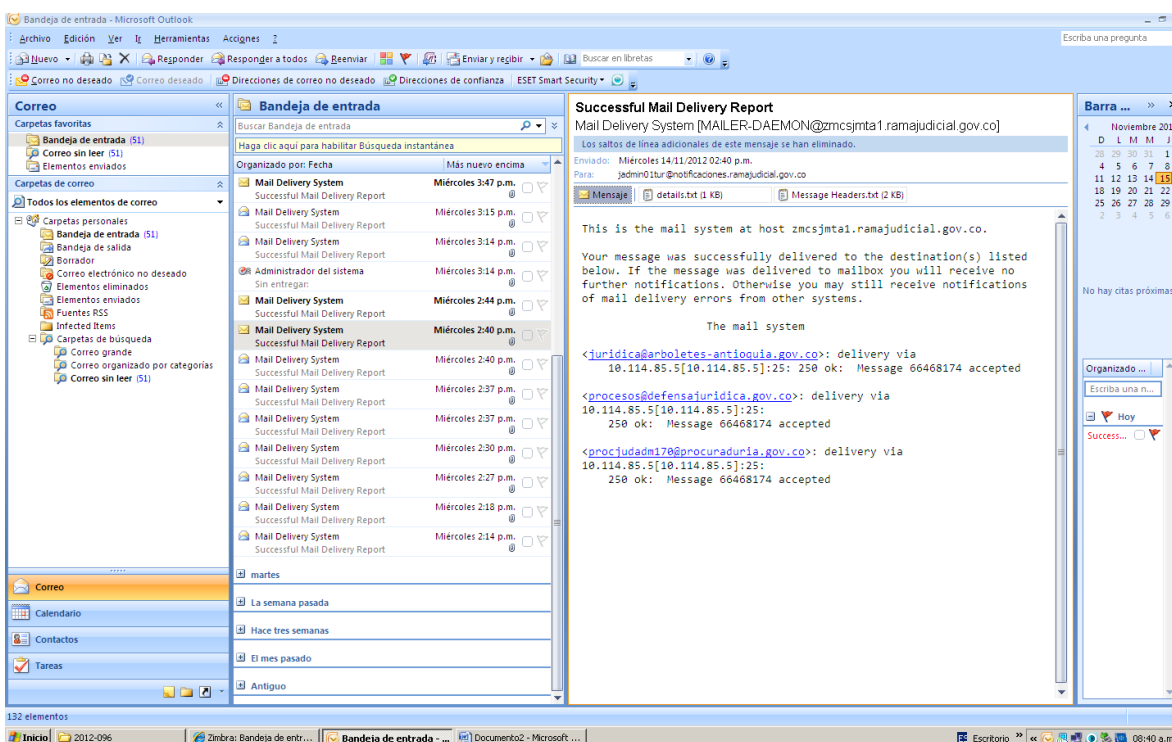 Bandeja de entrada - Microsoft Outlook
Archivo Edición Ver Ir Herramientas Acciones ?
Escriba una pregunta
Nuevo Responder Responder a todos Reenviar Enviar y recibir Buscar en libretas
Correo no deseado Correo deseado Direcciones de correo no deseado Direcciones de confianza ESET Smart Security
Correo «
Carpetas favoritas
Bandeja de entrada (51)
Correo sin leer (51)
Elementos enviados
Carpetas de correo
Todos los elementos de correo
Carpetas personales
Bandeja de entrada (51)
Bandeja de salida
Borrador
Correo electrónico no deseado
Elementos eliminados
Elementos enviados
Fuentes RSS
Infected Items
Carpetas de búsqueda
Correo grande
Correo organizado por categorías
Correo sin leer (51)
Correo
Calendario
Contactos
Tareas
Bandeja de entrada
Buscar Bandeja de entrada
Haga clic aquí para habilitar Búsqueda instantánea
Organizado por: Fecha Más nuevo encima
Mail Delivery System Miércoles 3:47 p.m.
Successful Mail Delivery Report
Mail Delivery System Miércoles 3:15 p.m.
Successful Mail Delivery Report
Mail Delivery System Miércoles 3:14 p.m.
Successful Mail Delivery Report
Administrador del sistema Miércoles 3:14 p.m.
Sin entregar:
Mail Delivery System Miércoles 2:44 p.m.
Successful Mail Delivery Report
Mail Delivery System Miércoles 2:40 p.m.
Successful Mail Delivery Report
Mail Delivery System Miércoles 2:40 p.m.
Successful Mail Delivery Report
Mail Delivery System Miércoles 2:37 p.m.
Successful Mail Delivery Report
Mail Delivery System Miércoles 2:37 p.m.
Successful Mail Delivery Report
Mail Delivery System Miércoles 2:30 p.m.
Successful Mail Delivery Report
Mail Delivery System Miércoles 2:27 p.m.
Successful Mail Delivery Report
Mail Delivery System Miércoles 2:18 p.m.
Successful Mail Delivery Report
Mail Delivery System Miércoles 2:14 p.m.
Successful Mail Delivery Report
martes
La semana pasada
Hace tres semanas
El mes pasado
Antiguo
Successful Mail Delivery Report
Mail Delivery System [MAILER-DAEMON@zmcsjmta1.ramajudicial.gov.co]
Los saltos de línea adicionales de este mensaje se han eliminado.
Enviado: Miércoles 14/11/2012 02:40 p.m.
Para: jadmin01tur@notificaciones.ramajudicial.gov.co
Mensaje details.txt (1 KB) Message Headers.txt (2 KB)
This is the mail system at host zmcsjmta1.ramajudicial.gov.co.
Your message was successfully delivered to the destination(s) listed
below. If the message was delivered to mailbox you will receive no
further notifications. Otherwise you may still receive notifications
of mail delivery errors from other systems.
The mail system
<juridica@arboletes-antioquia.gov.co>: delivery via
10.114.85.5[10.114.85.5]:25: 250 ok: Message 66468174 accepted
<procesos@defensajuridica.gov.co>: delivery via
10.114.85.5[10.114.85.5]:25:
250 ok: Message 66468174 accepted
<procjudadm170@procuraduria.gov.co>: delivery via
10.114.85.5[10.114.85.5]:25:
250 ok: Message 66468174 accepted
Barra ... »
Noviembre 201
D L M M J
28 29 30 31 1
4 5 6 7 8
11 12 13 14 15
18 19 20 21 22
25 26 27 28 29
2 3 4 5 6
No hay citas próximas
Organizado ...
Escriba una n...
Hoy
Success...
132 elementos
Inicio 2012-096 Zimbra: Bandeja de entr... Bandeja de entrada - ... Documento2 - Microsoft ... Escritorio » « 08:40 a.m